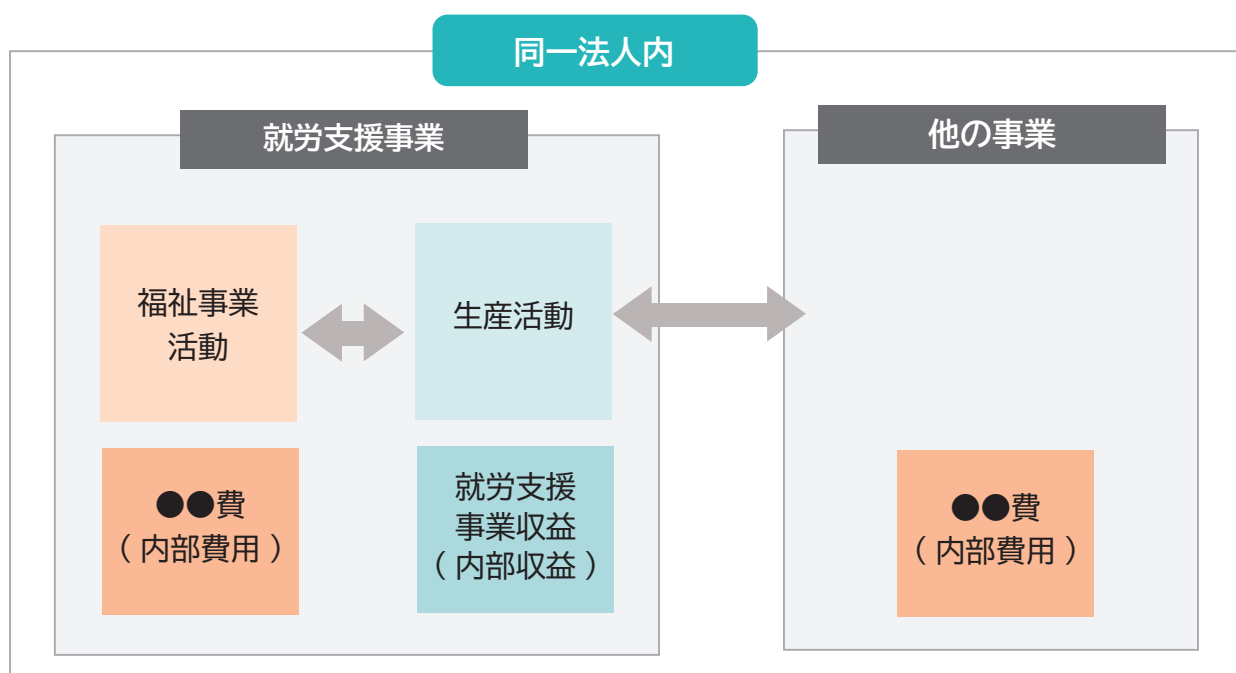 同一法人内
就労支援事業
他の事業
福祉事業
活動
生産活動
●●費
（ 内部費用 ）
就労支援
事業収益
（ 内部収益 ）
●●費
（ 内部費用 ）